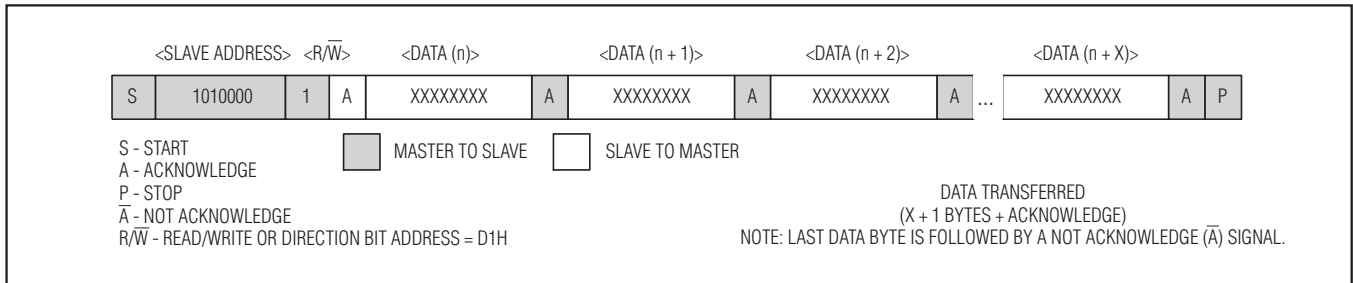 <SLAVE ADDRESS> <R/W̅> <DATA (n)> <DATA (n + 1)> <DATA (n + 2)> <DATA (n + X)>
S 1010000 1 A XXXXXXXX A XXXXXXXX A XXXXXXXX A ... XXXXXXXX A P
S - START
A - ACKNOWLEDGE
P - STOP
A̅ - NOT ACKNOWLEDGE
R/W̅ - READ/WRITE OR DIRECTION BIT ADDRESS = D1H
MASTER TO SLAVE
SLAVE TO MASTER
DATA TRANSFERRED
(X + 1 BYTES + ACKNOWLEDGE)
NOTE: LAST DATA BYTE IS FOLLOWED BY A NOT ACKNOWLEDGE (A̅) SIGNAL.